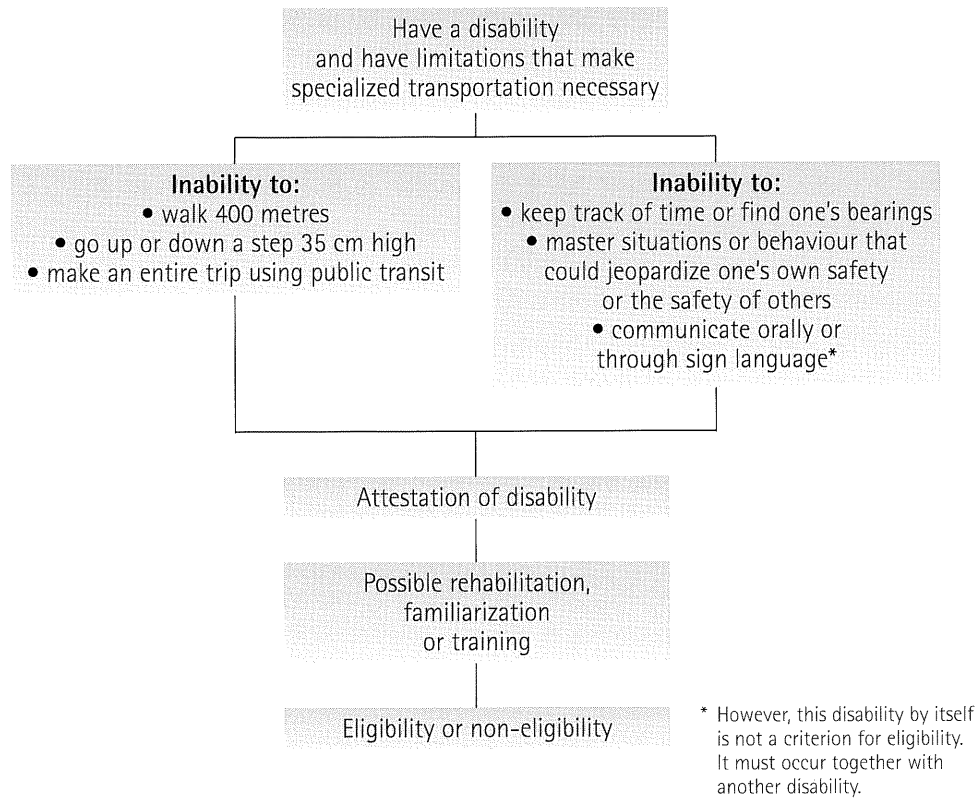 Have a disability
and have limitations that make
specialized transportation necessary
Inability to:
• walk 400 metres
• go up or down a step 35 cm high
• make an entire trip using public transit
Inability to:
• keep track of time or find one's bearings
• master situations or behaviour that
could jeopardize one's own safety
or the safety of others
• communicate orally or
through sign language*
Attestation of disability
Possible rehabilitation,
familiarization
or training
Eligibility or non-eligibility
* However, this disability by itself
is not a criterion for eligibility.
It must occur together with
another disability.